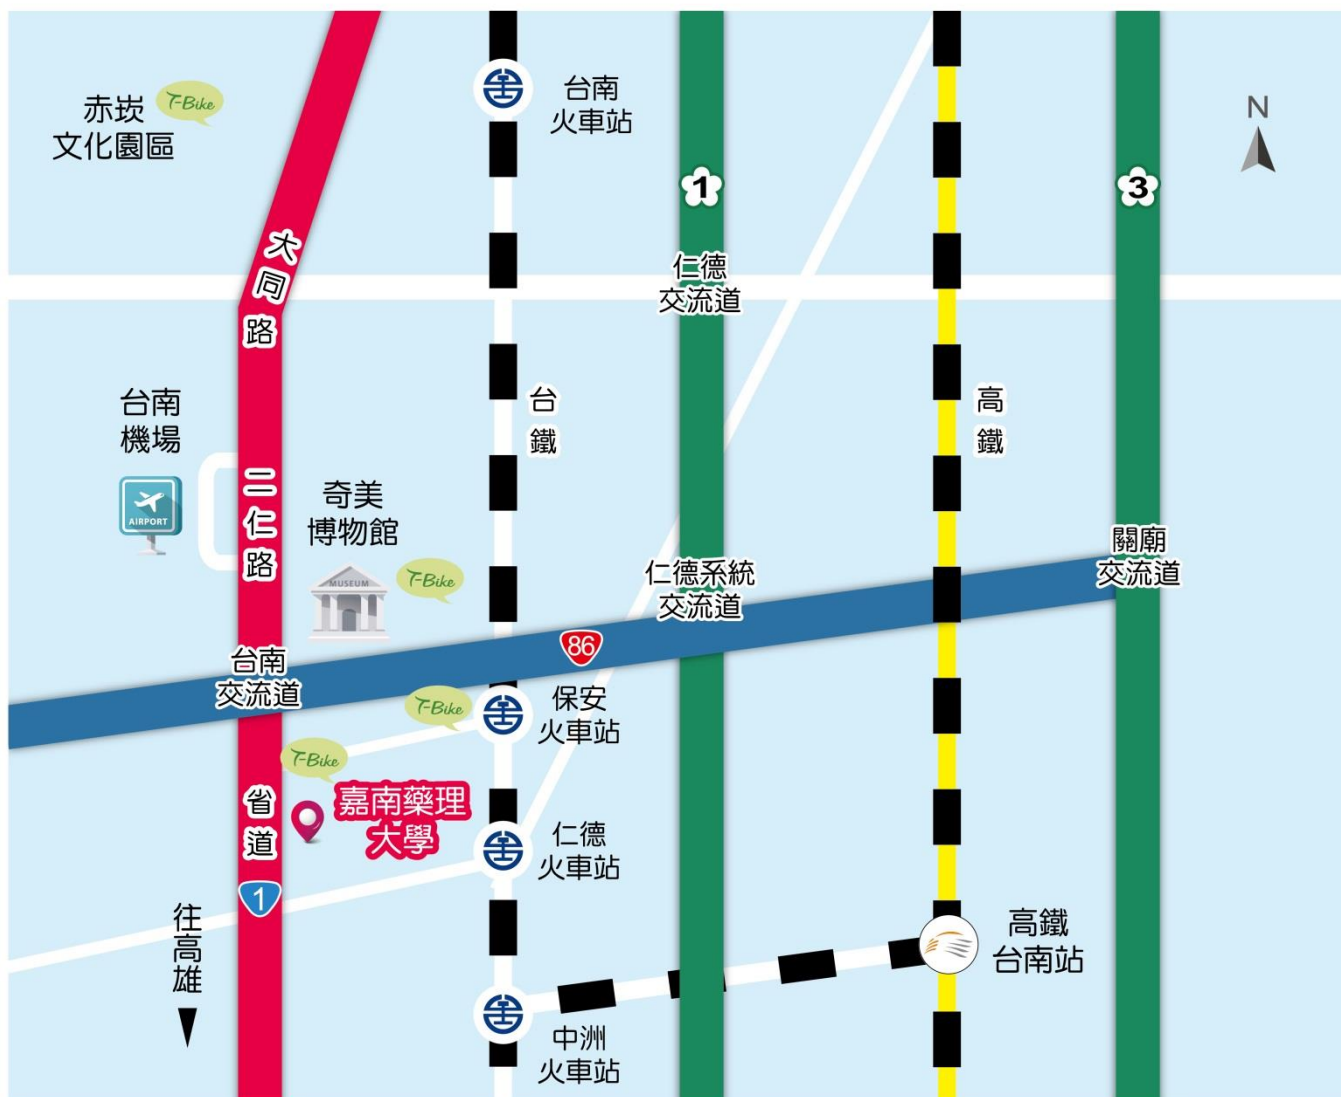 赤崁
文化園區
T-Bike
台南
火車站
N
1
3
大同路
仁德
交流道
台南
機場
AIRPORT
二仁路
奇美
博物館
MUSEUM
T-Bike
台鐵
高鐵
仁德系統
交流道
關廟
交流道
86
台南
交流道
T-Bike
保安
火車站
T-Bike
省道
嘉南藥理
大學
仁德
火車站
1
往高雄
高鐵
台南站
中洲
火車站